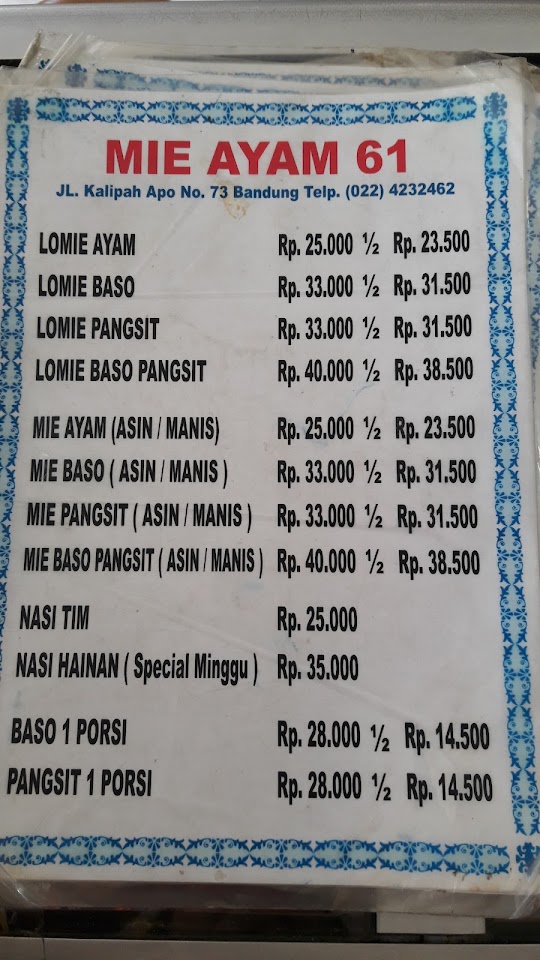 MIE AYAM 61
JL. Kalipah Apo No. 73 Bandung Telp. (022) 4232462
LOMIE AYAM Rp. 25.000 ½ Rp. 23.500
LOMIE BASO Rp. 33.000 ½ Rp. 31.500
LOMIE PANGSIT Rp. 33.000 ½ Rp. 31.500
LOMIE BASO PANGSIT Rp. 40.000 ½ Rp. 38.500
MIE AYAM (ASIN / MANIS) Rp. 25.000 ½ Rp. 23.500
MIE BASO ( ASIN / MANIS ) Rp. 33.000 ½ Rp. 31.500
MIE PANGSIT ( ASIN / MANIS ) Rp. 33.000 ½ Rp. 31.500
MIE BASO PANGSIT ( ASIN / MANIS ) Rp. 40.000 ½ Rp. 38.500
NASI TIM Rp. 25.000
NASI HAINAN ( Special Minggu ) Rp. 35.000
BASO 1 PORSI Rp. 28.000 ½ Rp. 14.500
PANGSIT 1 PORSI Rp. 28.000 ½ Rp. 14.500